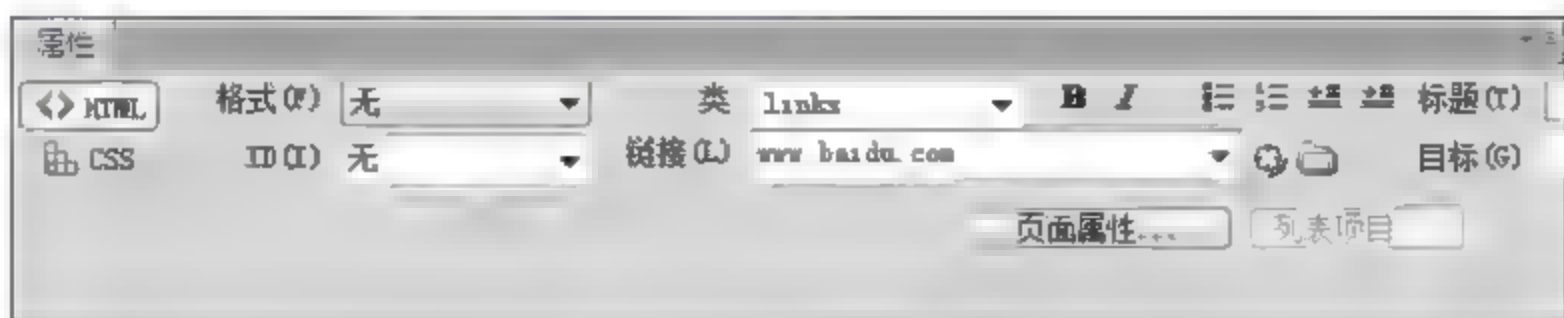 属性
<> HTML 格式(F) 无 类 links B I 标题(T)
CSS ID(I) 无 链接(L) www baidu.com 目标(G)
页面属性... 列表项目